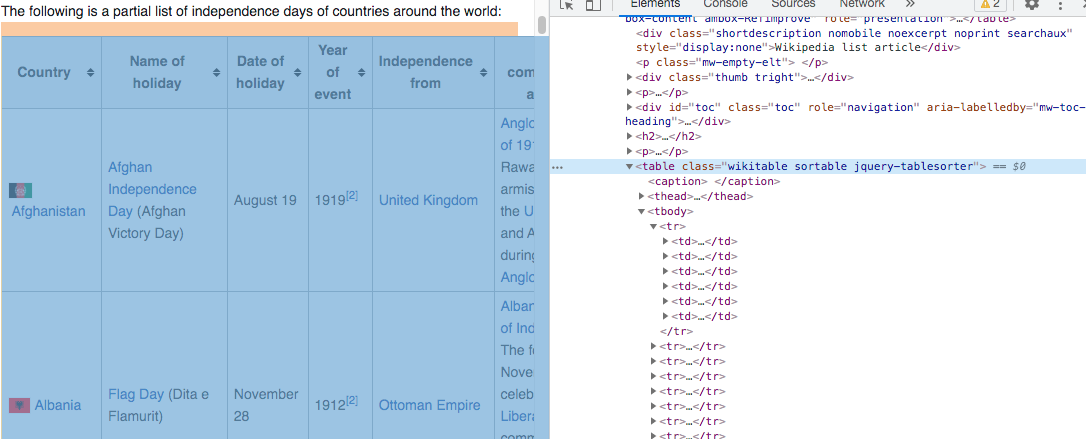 The following is a partial list of independence days of countries around the world:
Country
Name of
holiday
Date of
holiday
Year
of
event
Independence
from
com
a
Afghanistan
Afghan
Independence
Day (Afghan
Victory Day)
August 19
1919[2]
United Kingdom
Anglo
of 191
Rawa
armis
the U
and A
during
Anglo
Albania
Flag Day (Dita e
Flamurit)
November
28
1912[2]
Ottoman Empire
Alban
of Ind
The fo
Nove
celeb
Libera
comm
Elements Console Sources Network » 2
box-content ambox-Refimprove" role="presentation">…</table>
<div class="shortdescription nomobile noexcerpt noprint searchaux"
style="display:none">Wikipedia list article</div>
<p class="mw-empty-elt"> </p>
<div class="thumb tright">…</div>
<p>…</p>
<div id="toc" class="toc" role="navigation" aria-labelledby="mw-toc-
heading">…</div>
<h2>…</h2>
<p>…</p>
<table class="wikitable sortable jquery-tablesorter"> == $0
<caption> </caption>
<thead>…</thead>
<tbody>
<tr>
<td>…</td>
<td>…</td>
<td>…</td>
<td>…</td>
<td>…</td>
<td>…</td>
</tr>
<tr>…</tr>
<tr>…</tr>
<tr>…</tr>
<tr>…</tr>
<tr>…</tr>
<tr>…</tr>
<tr>…</tr>